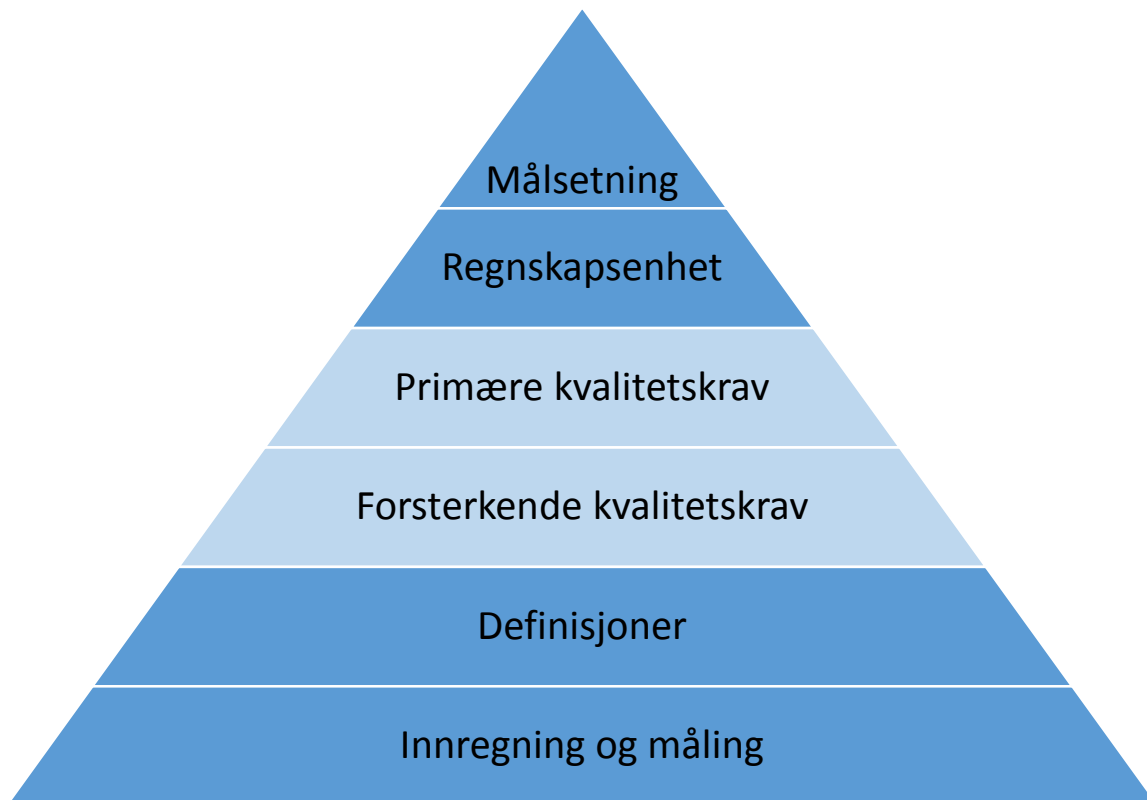 Målsetning
Regnskapsenhet
Primære kvalitetskrav
Forsterkende kvalitetskrav
Definisjoner
Innregning og måling